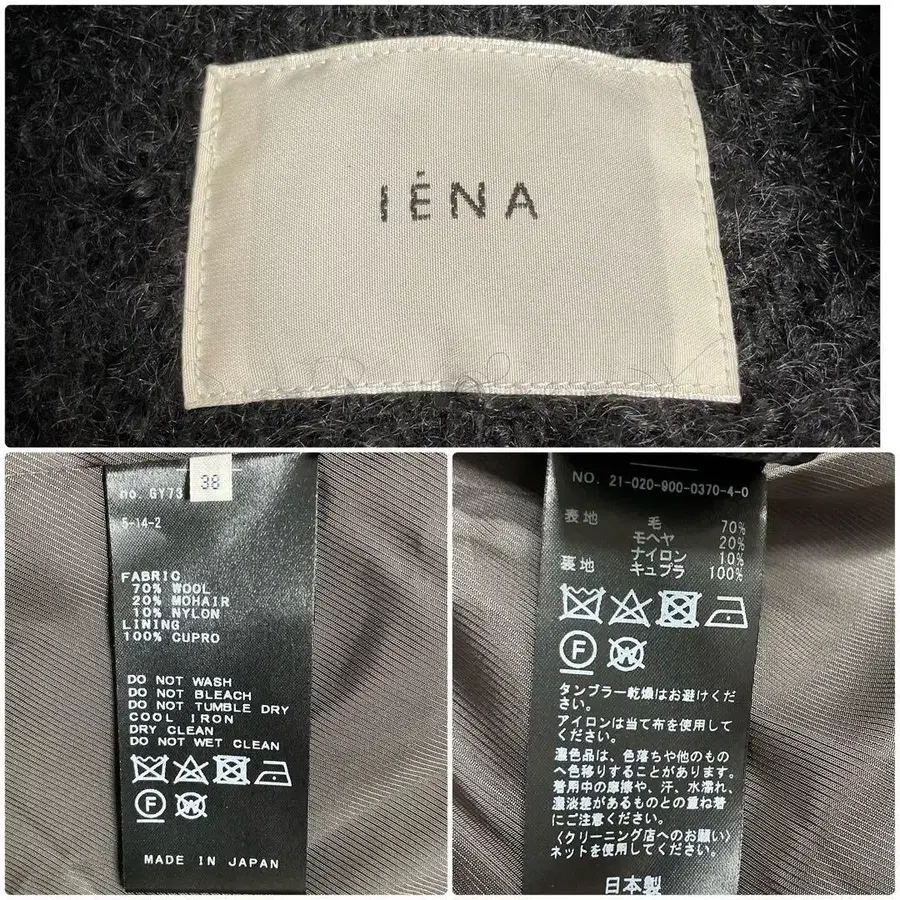 IÉNA
38
no. GY73
5-14-2
FABRIC
70% WOOL
20% MOHAIR
10% NYLON
LINING
100% CUPRO
DO NOT WASH
DO NOT BLEACH
DO NOT TUMBLE DRY
COOL IRON
DRY CLEAN
DO NOT WET CLEAN
F
W
MADE IN JAPAN
NO. 21-020-900-0370-4-0
表地 毛 70%
モヘヤ 20%
ナイロン 10%
裏地 キュプラ 100%
F
W
タンブラー乾燥はお避けくだ
さい。
アイロンは当て布を使用して
ください。
濃色品は、色落ちや他のもの
へ色移りすることがあります。
着用中の摩擦や、汗、水濡れ、
濃淡差があるものとの重ね着
にご注意ください。
〈クリーニング店へのお願い〉
ネットを使用してください。
日本製